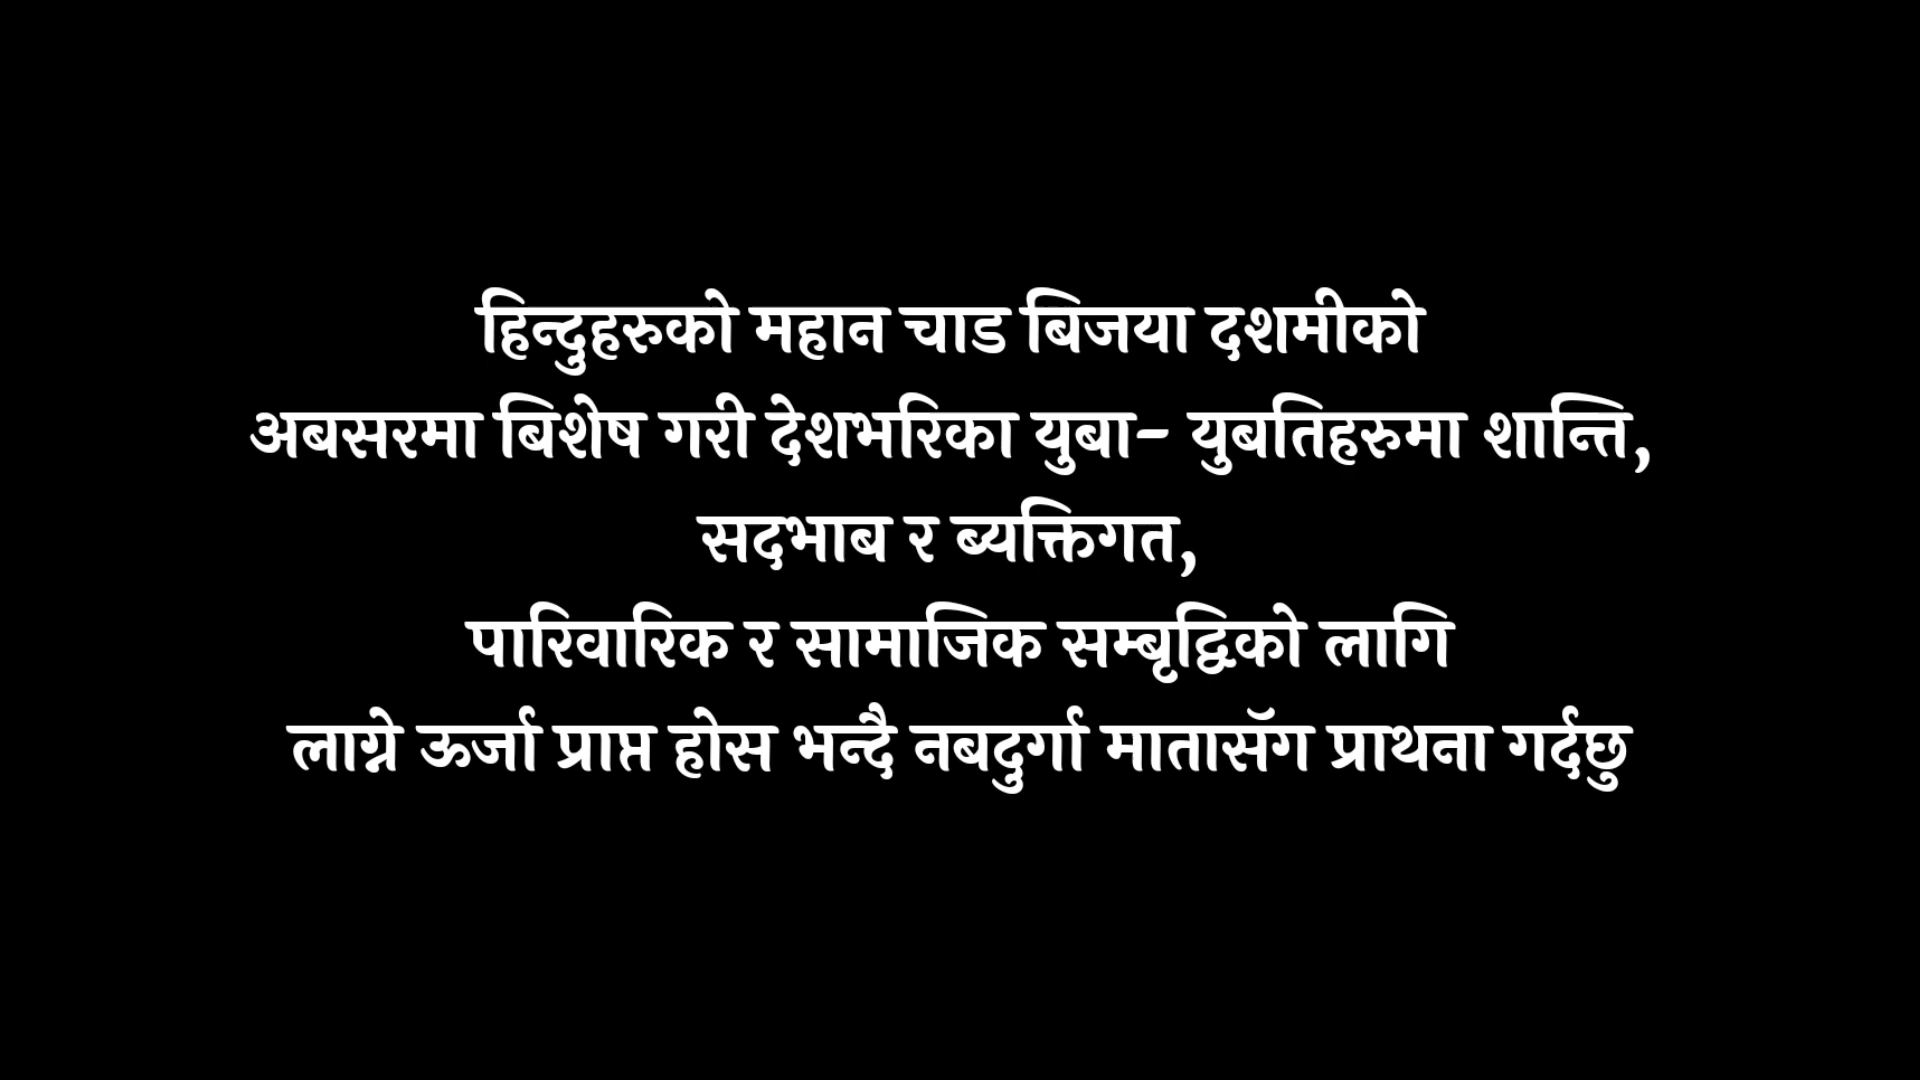 हिन्दुहरुको महान चाड बिजया दशमीको
अबसरमा बिशेष गरी देशभरिका युबा- युबतिहरुमा शान्ति,
सदभाब र ब्यक्तिगत,
पारिवारिक र सामाजिक सम्बृद्धिको लागि
लाग्ने ऊर्जा प्राप्त होस भन्दै नबदुर्गा मातासॅग प्राथना गर्दछु